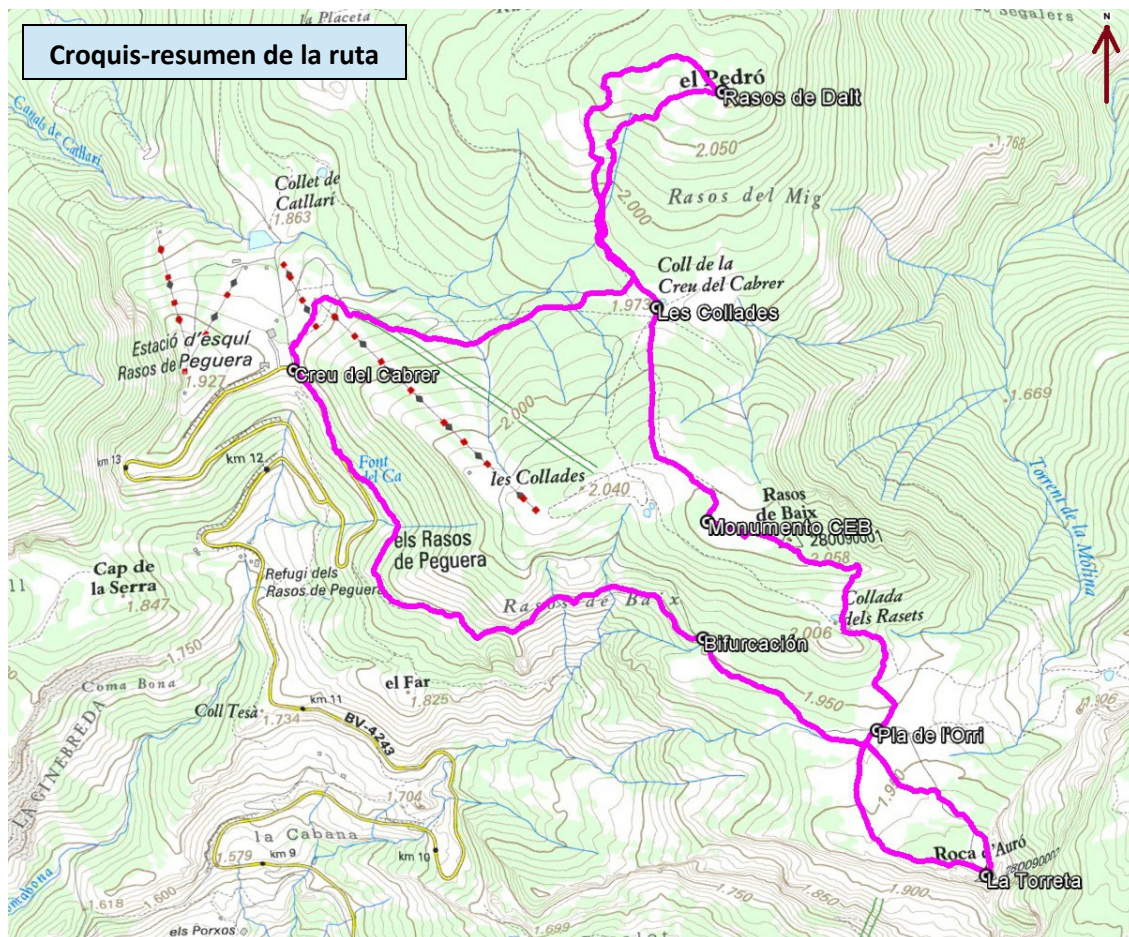 Croquis-resumen de la ruta
la Placeta
de Segalers
N
el Pedró
Rasos de Dalt
Canals de Catllarí
2.050
1.768
Collet de
Catllarí
1.863
2.000
Rasos del Mig
Coll de la
Creu del Cabrer
1.973
Les Collades
Estació d'esquí
Rasos de Peguera
1.927
Creu del Cabrer
2.000
1.669
km 13
km 12
Font
del Ca
les Collades
2.040
Rasos
de Baix
Monumento CEB
280090001
2.058
Torrent de la Molina
els Rasos
de Peguera
Cap de
la Serra
1.847
Refugi dels
Rasos de Peguera
Rasos de Baix
Collada
dels Rasets
2.006
Bifurcación
1.750
Coma Bona
el Far
1.825
1.950
km 11
Coll Tesà
1.734
BV-4243
Pla de l'Orri
LA GINEBREDA
1.704
la Cabana
1.579
km 9
km 10
Roca d'Auró
La Torreta
1.750
1.850
1.900
1.600
1.618
els Porxos
1.699